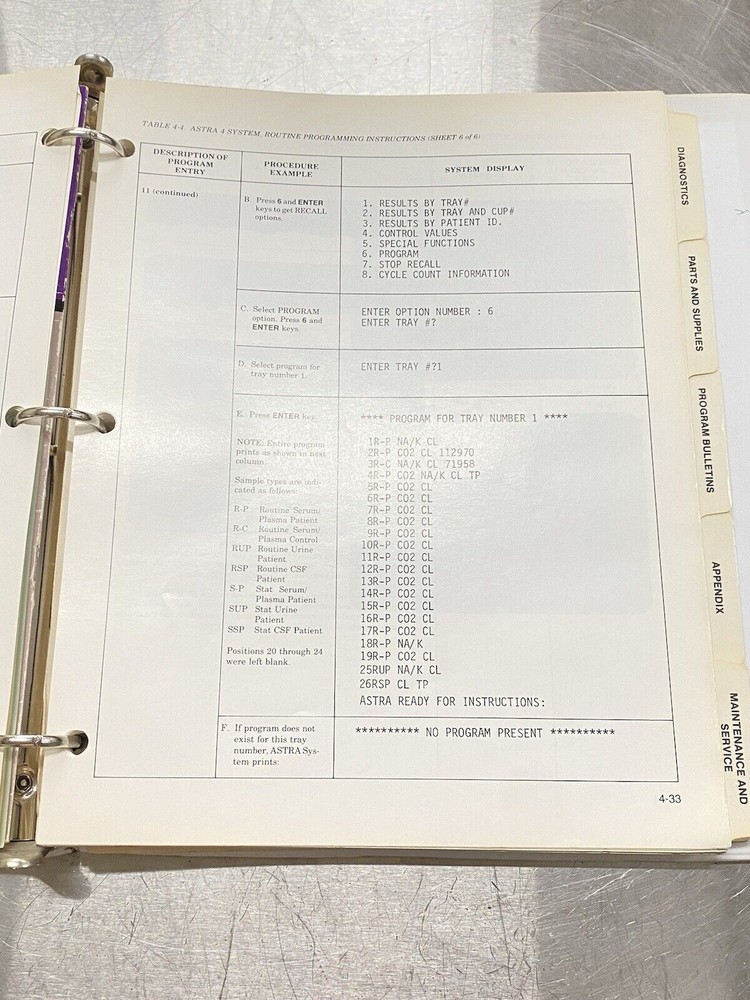 TABLE 4-4. ASTRA 4 SYSTEM, ROUTINE PROGRAMMING INSTRUCTIONS (SHEET 6 of 6)
DESCRIPTION OF
PROGRAM
ENTRY
PROCEDURE
EXAMPLE
SYSTEM DISPLAY
11 (continued)
B. Press 6 and ENTER
keys to get RECALL
options.
1. RESULTS BY TRAY#
2. RESULTS BY TRAY AND CUP#
3. RESULTS BY PATIENT ID.
4. CONTROL VALUES
5. SPECIAL FUNCTIONS
6. PROGRAM
7. STOP RECALL
8. CYCLE COUNT INFORMATION
C. Select PROGRAM
option. Press 6 and
ENTER keys.
ENTER OPTION NUMBER : 6
ENTER TRAY #?
D. Select program for
tray number 1.
ENTER TRAY #?1
E. Press ENTER key.
NOTE: Entire program
prints as shown in next
column.
Sample types are indi-
cated as follows:
R-P Routine Serum/
Plasma Patient
R-C Routine Serum/
Plasma Control
RUP Routine Urine
Patient
RSP Routine CSF
Patient
S-P Stat Serum/
Plasma Patient
SUP Stat Urine
Patient
SSP Stat CSF Patient
Positions 20 through 24
were left blank.
**** PROGRAM FOR TRAY NUMBER 1 ****
1R-P NA/K CL
2R-P CO2 CL 112970
3R-C NA/K CL 71958
4R-P CO2 NA/K CL TP
5R-P CO2 CL
6R-P CO2 CL
7R-P CO2 CL
8R-P CO2 CL
9R-P CO2 CL
10R-P CO2 CL
11R-P CO2 CL
12R-P CO2 CL
13R-P CO2 CL
14R-P CO2 CL
15R-P CO2 CL
16R-P CO2 CL
17R-P CO2 CL
18R-P NA/K
19R-P CO2 CL
25RUP NA/K CL
26RSP CL TP
ASTRA READY FOR INSTRUCTIONS:
F. If program does not
exist for this tray
number, ASTRA Sys-
tem prints:
********** NO PROGRAM PRESENT **********
4-33
DIAGNOSTICS
PARTS AND SUPPLIES
PROGRAM BULLETINS
APPENDIX
MAINTENANCE AND
SERVICE